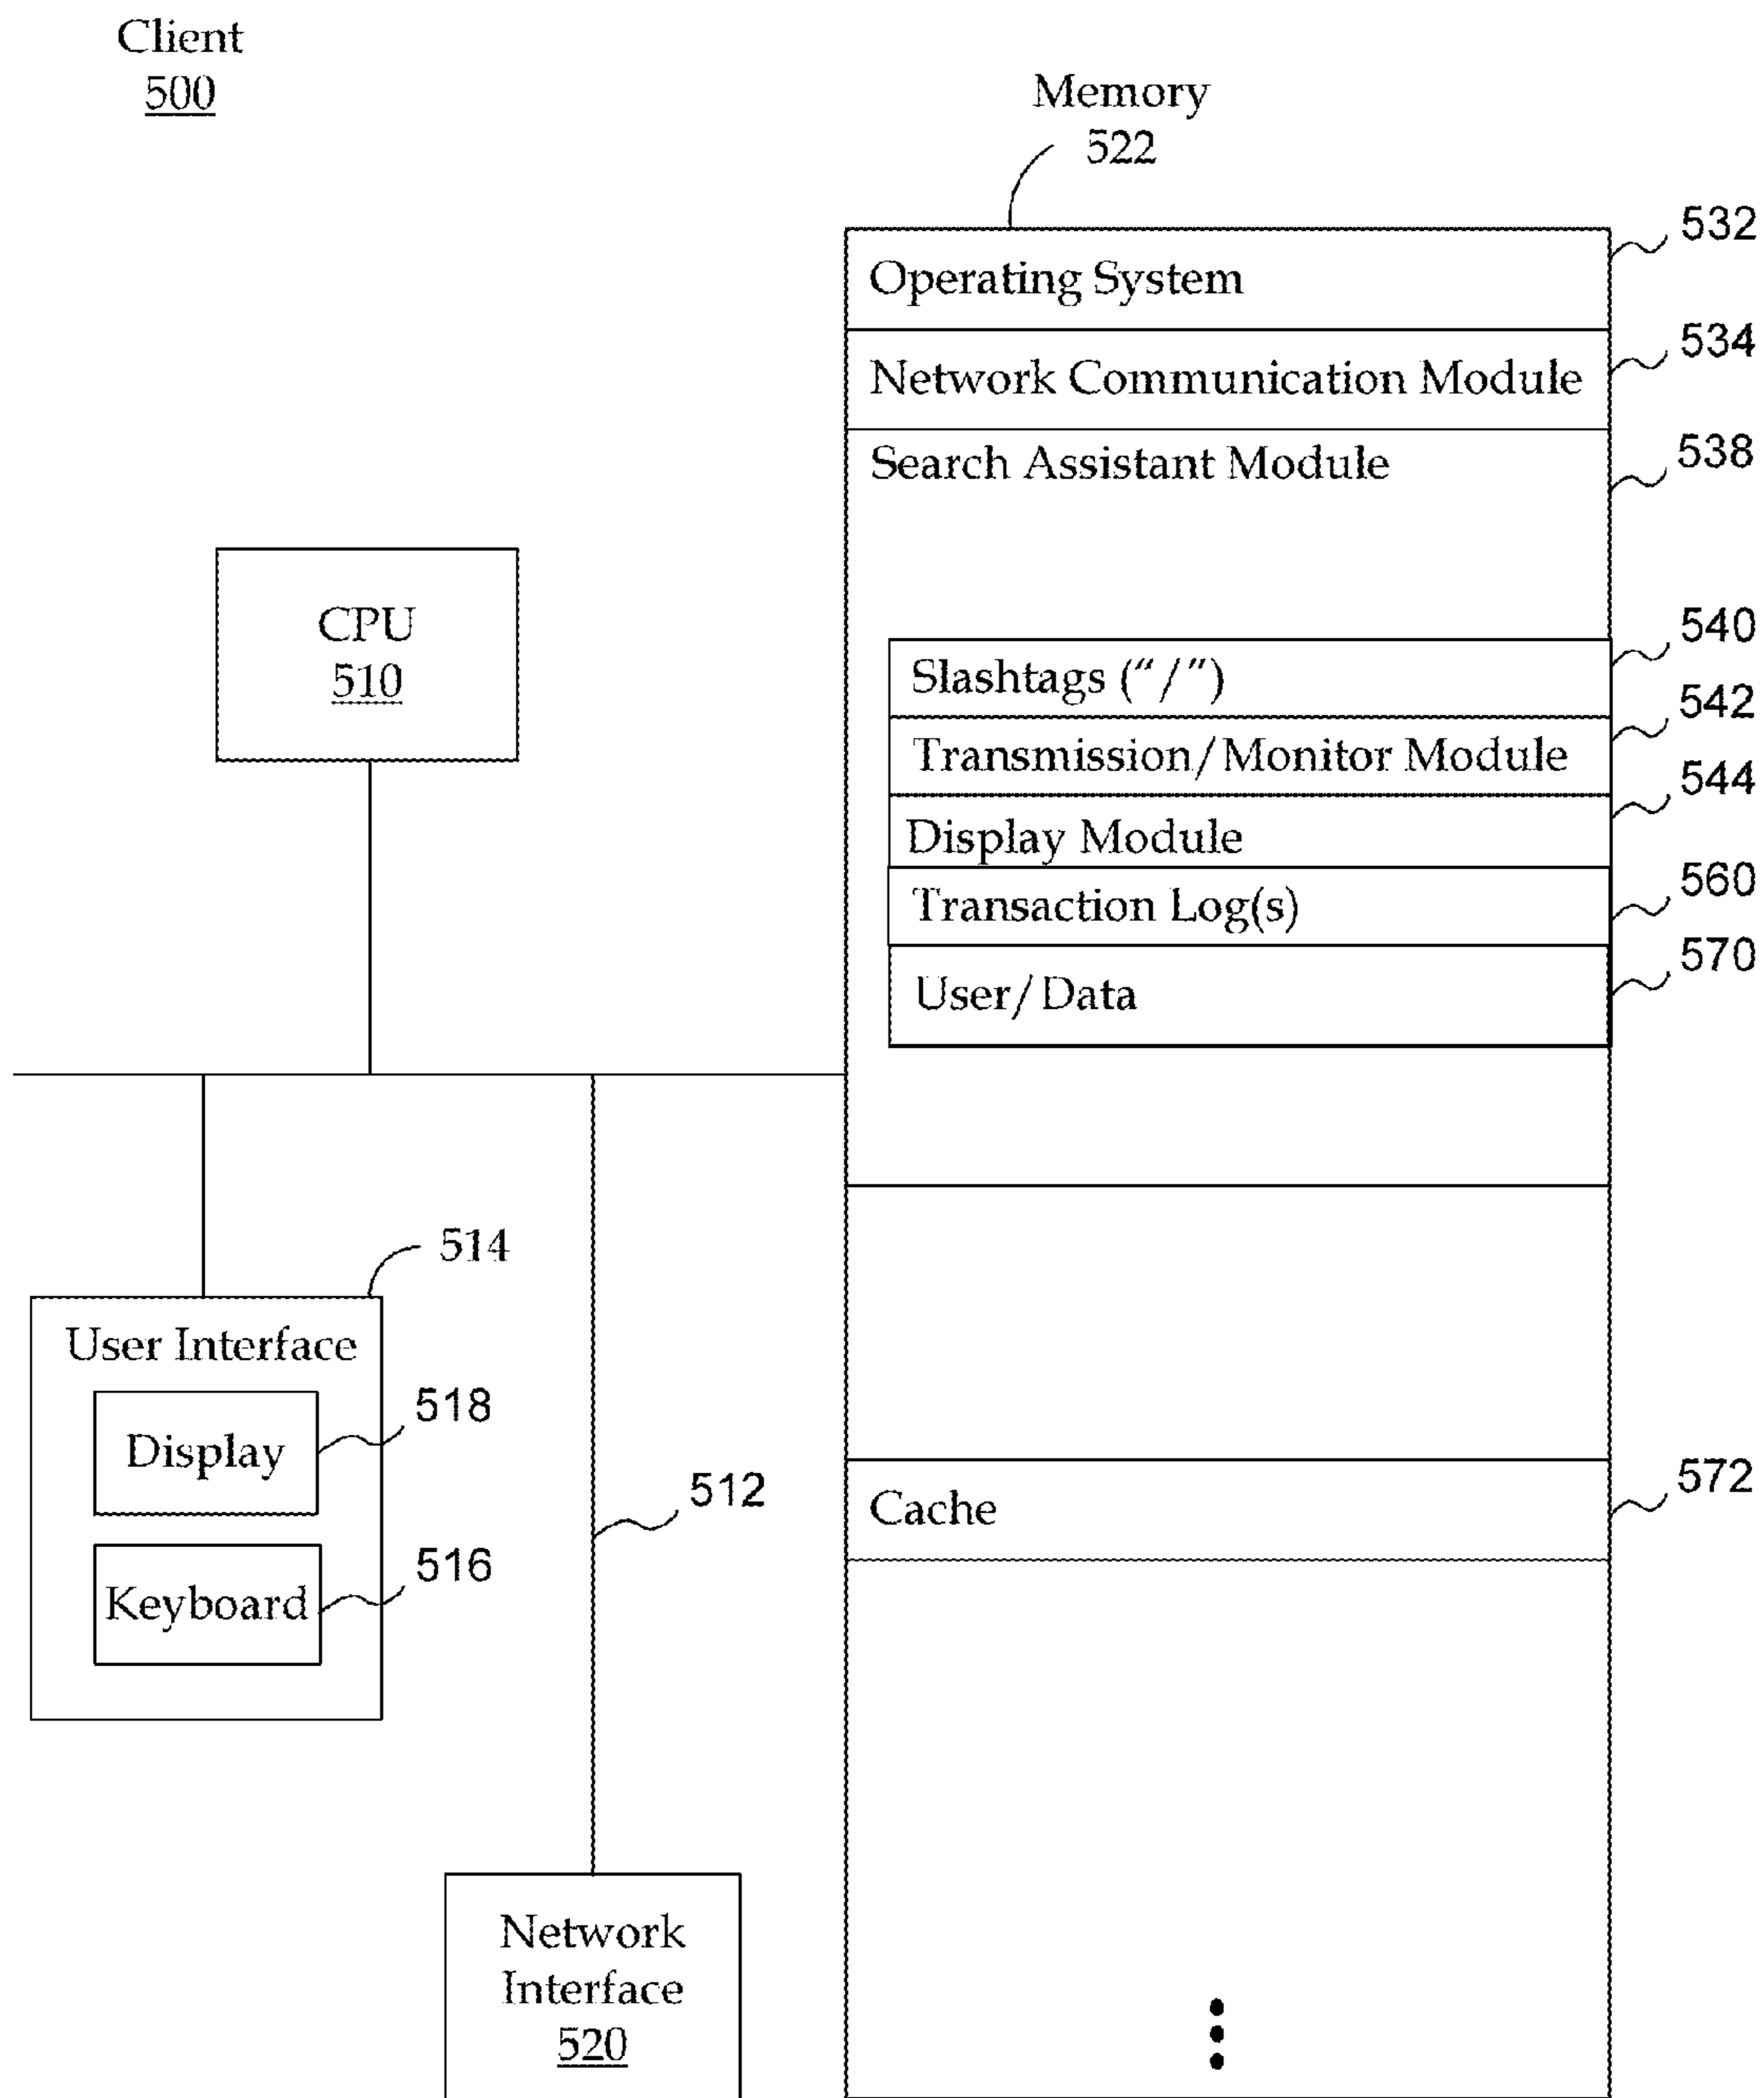 Client
500
Memory
522
Operating System
532
Network Communication Module
534
Search Assistant Module
538
CPU
510
Slashtags ("/")
540
Transmission/Monitor Module
542
Display Module
544
Transaction Log(s)
560
User/Data
570
514
User Interface
Display
518
Keyboard
516
512
Cache
572
Network
Interface
520